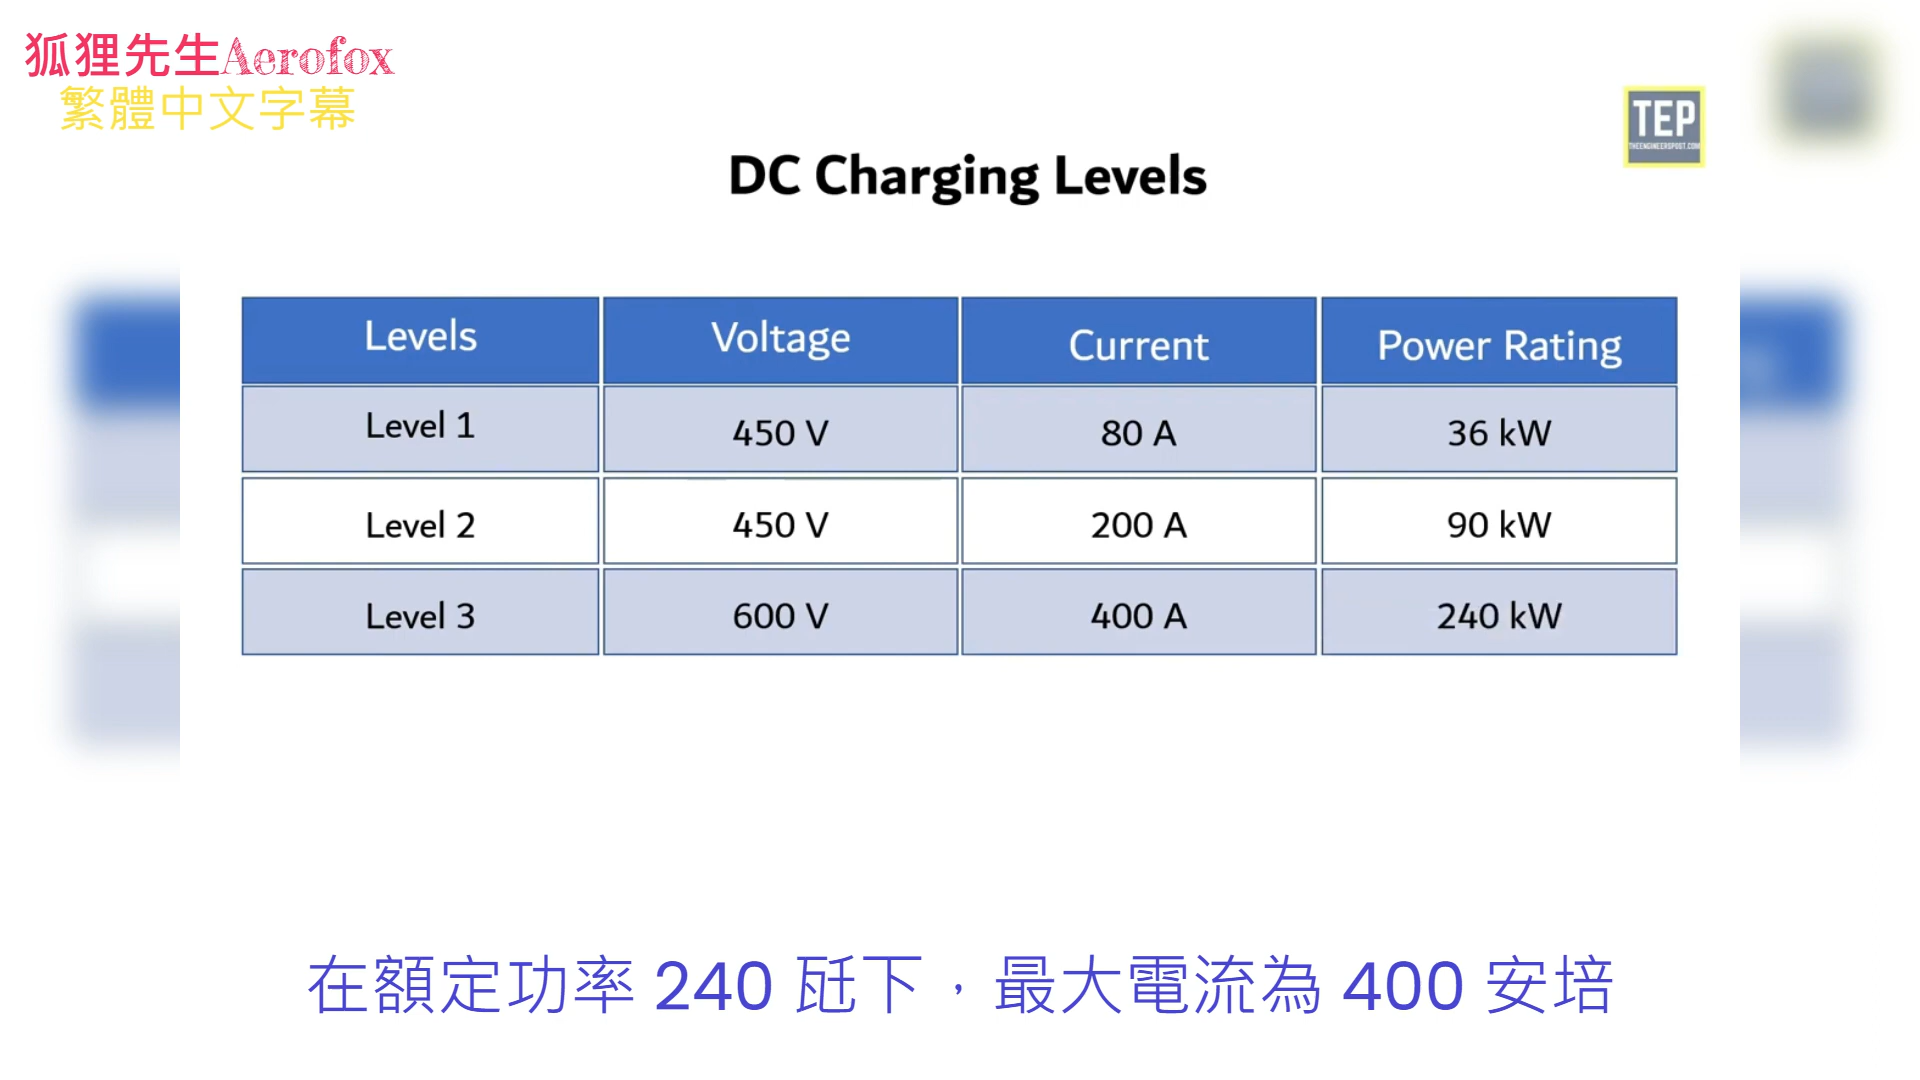 狐狸先生Aerofox
繁體中文字幕
TEP
THEENGINEERSPOST.COM
DC Charging Levels
Levels Voltage Current Power Rating
Level 1 450 V 80 A 36 kW
Level 2 450 V 200 A 90 kW
Level 3 600 V 400 A 240 kW
在額定功率 240 瓩下，最大電流為 400 安培